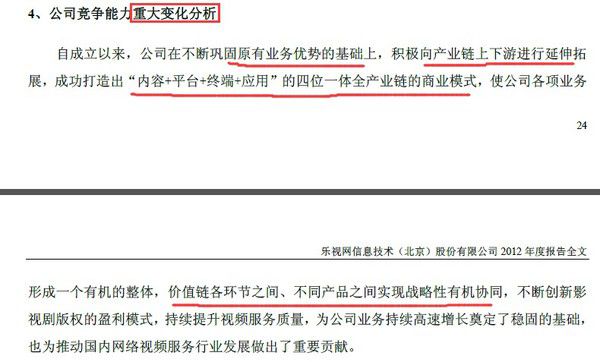 4、公司竞争能力重大变化分析
自成立以来，公司在不断巩固原有业务优势的基础上，积极向产业链上下游进行延伸拓
展，成功打造出“内容+平台+终端+应用”的四位一体全产业链的商业模式，使公司各项业务
24
乐视网信息技术（北京）股份有限公司 2012 年度报告全文
形成一个有机的整体，价值链各环节之间、不同产品之间实现战略性有机协同，不断创新影
视剧版权的盈利模式，持续提升视频服务质量，为公司业务持续高速增长奠定了稳固的基础，
也为推动国内网络视频服务行业发展做出了重要贡献。